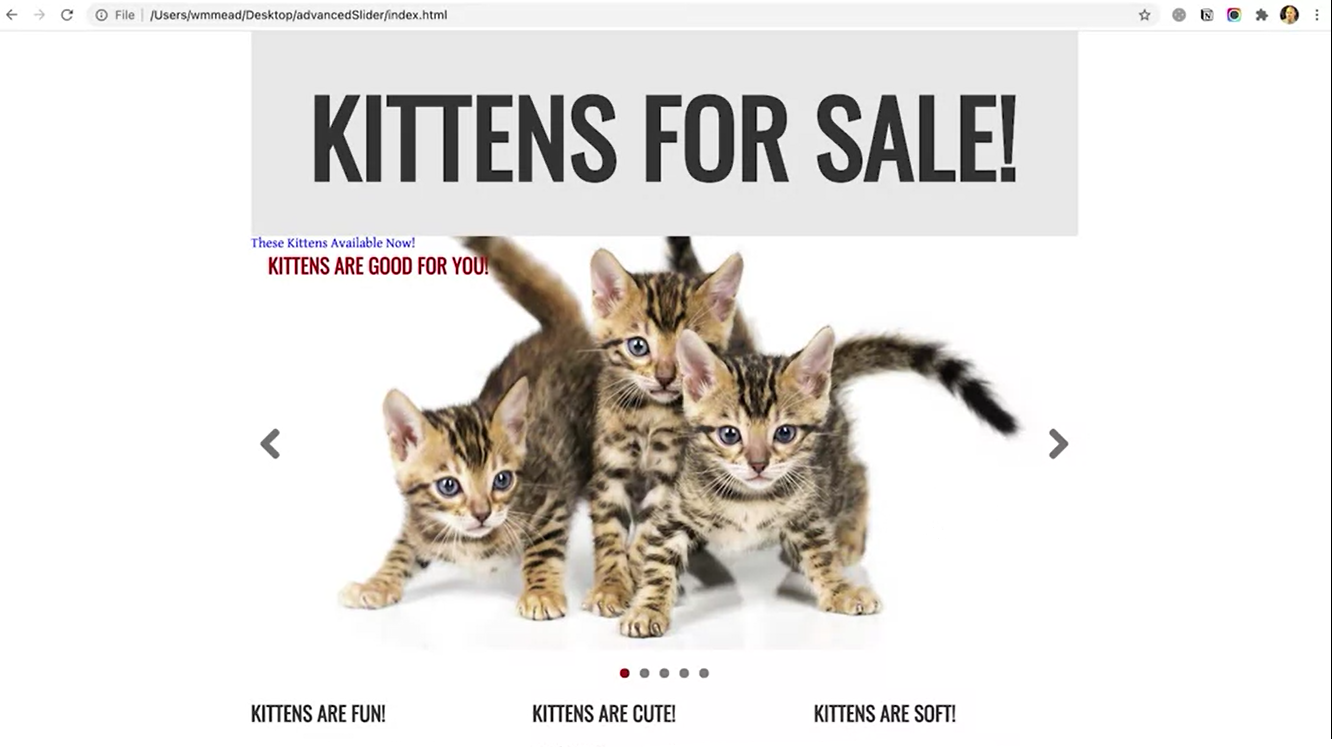 File | /Users/wmmead/Desktop/advancedSlider/index.html
KITTENS FOR SALE!
These Kittens Available Now!
KITTENS ARE GOOD FOR YOU!
KITTENS ARE FUN!
KITTENS ARE CUTE!
KITTENS ARE SOFT!